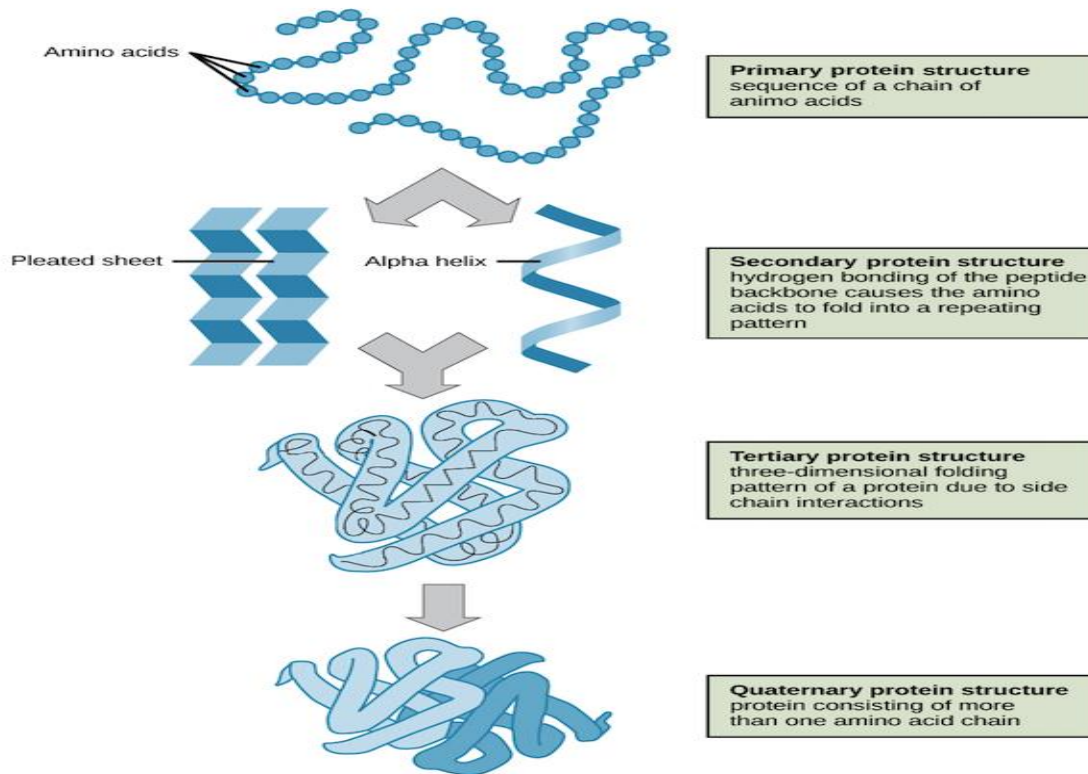 Amino acids
Primary protein structure
sequence of a chain of
animo acids
Pleated sheet
Alpha helix
Secondary protein structure
hydrogen bonding of the peptide
backbone causes the amino
acids to fold into a repeating
pattern
Tertiary protein structure
three-dimensional folding
pattern of a protein due to side
chain interactions
Quaternary protein structure
protein consisting of more
than one amino acid chain